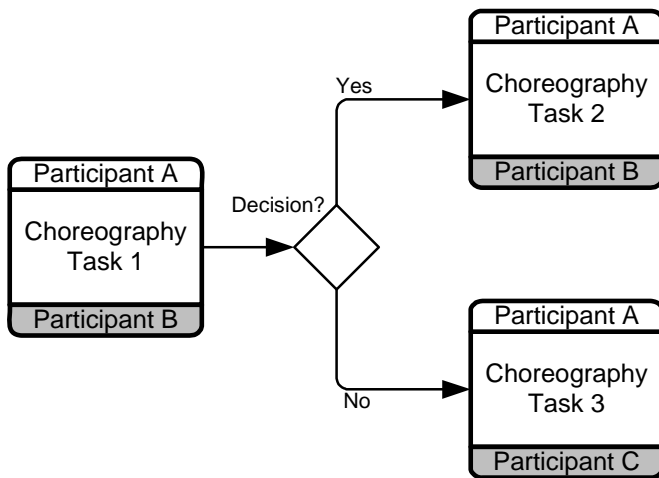 Participant A
Choreography
Task 1
Participant B
Decision?
Yes
Participant A
Choreography
Task 2
Participant B
No
Participant A
Choreography
Task 3
Participant C